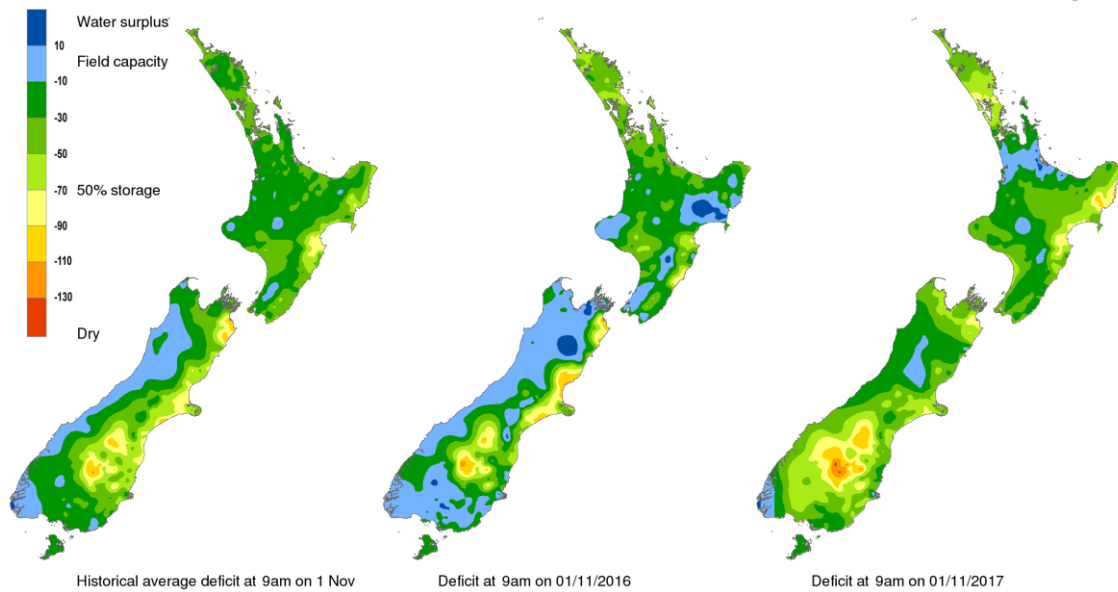 Water surplus
10
Field capacity
-10
-30
-50
50% storage
-70
-90
-110
-130
Dry
Historical average deficit at 9am on 1 Nov
Deficit at 9am on 01/11/2016
Deficit at 9am on 01/11/2017